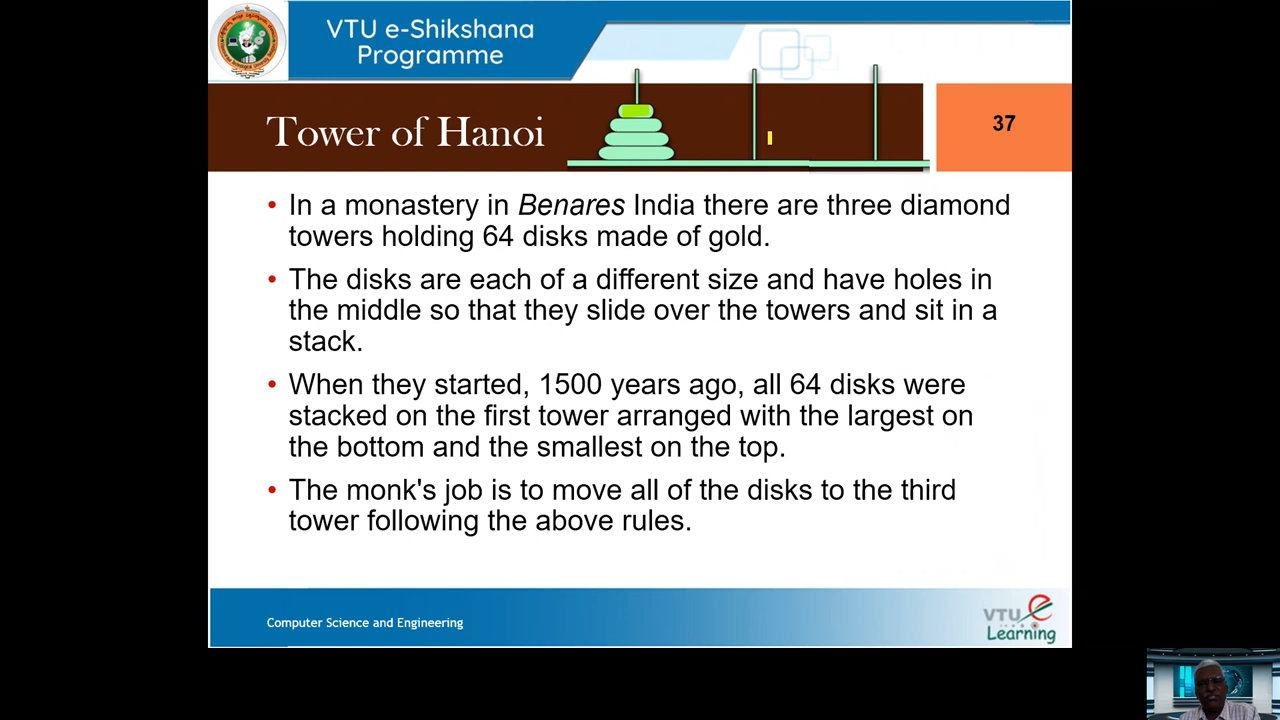 VTU e-Shikshana
Programme
Tower of Hanoi
37
• In a monastery in Benares India there are three diamond
towers holding 64 disks made of gold.
• The disks are each of a different size and have holes in
the middle so that they slide over the towers and sit in a
stack.
• When they started, 1500 years ago, all 64 disks were
stacked on the first tower arranged with the largest on
the bottom and the smallest on the top.
• The monk's job is to move all of the disks to the third
tower following the above rules.
Computer Science and Engineering
VTU e
Learning